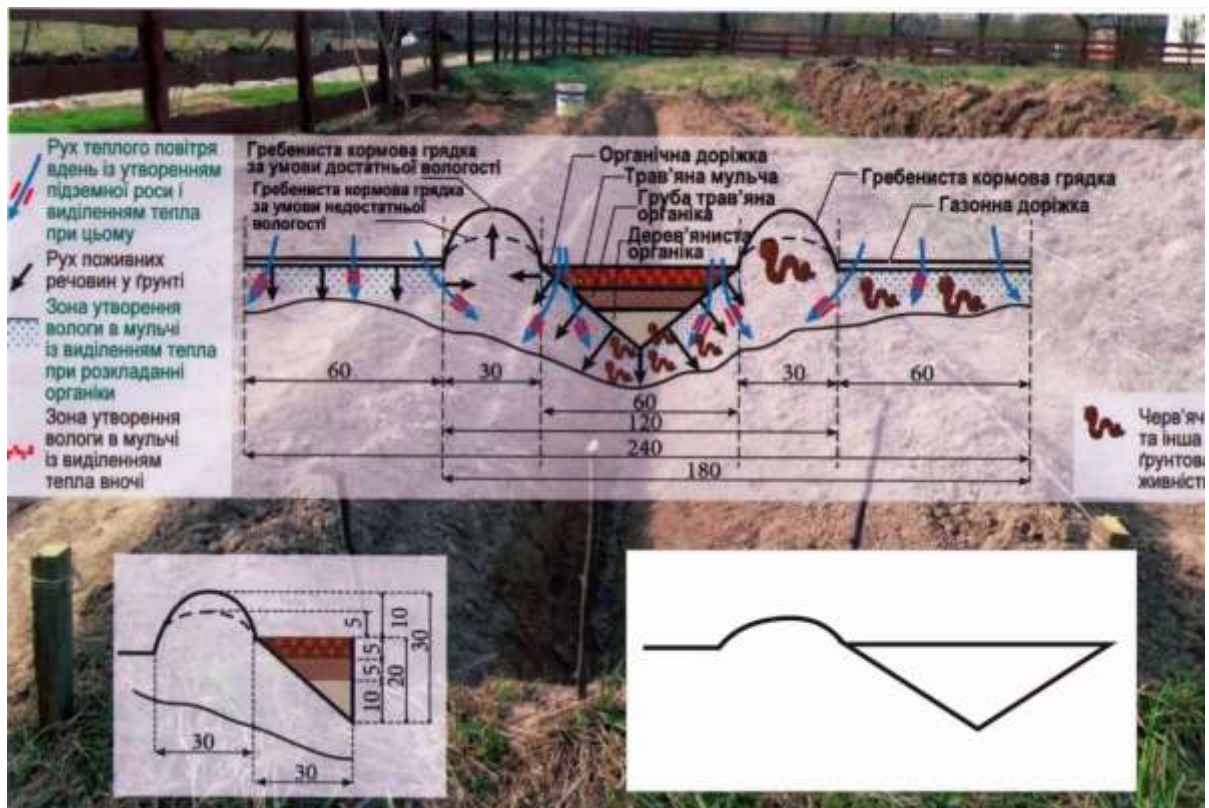 Рух теплого повітря
вдень із утворенням
підземної роси і
виділенням тепла
при цьому
Рух поживних
речовин у ґрунті
Зона утворення
вологи в мульчі
із виділенням тепла
при розкладанні
органіки
Зона утворення
вологи в мульчі
із виділенням
тепла вночі
Гребениста кормова грядка
за умови достатньої вологості
Гребениста кормова грядка
за умови недостатньої
вологості
Органічна доріжка
Трав'яна мульча
Груба трав'яна
органіка
Дерев'яниста
органіка
Гребениста кормова грядка
Газонна доріжка
60
30
30
60
60
120
240
180
Черв'яч
та інша
ґрунтова
живніст
5
10
30
5
5
20
10
30
30